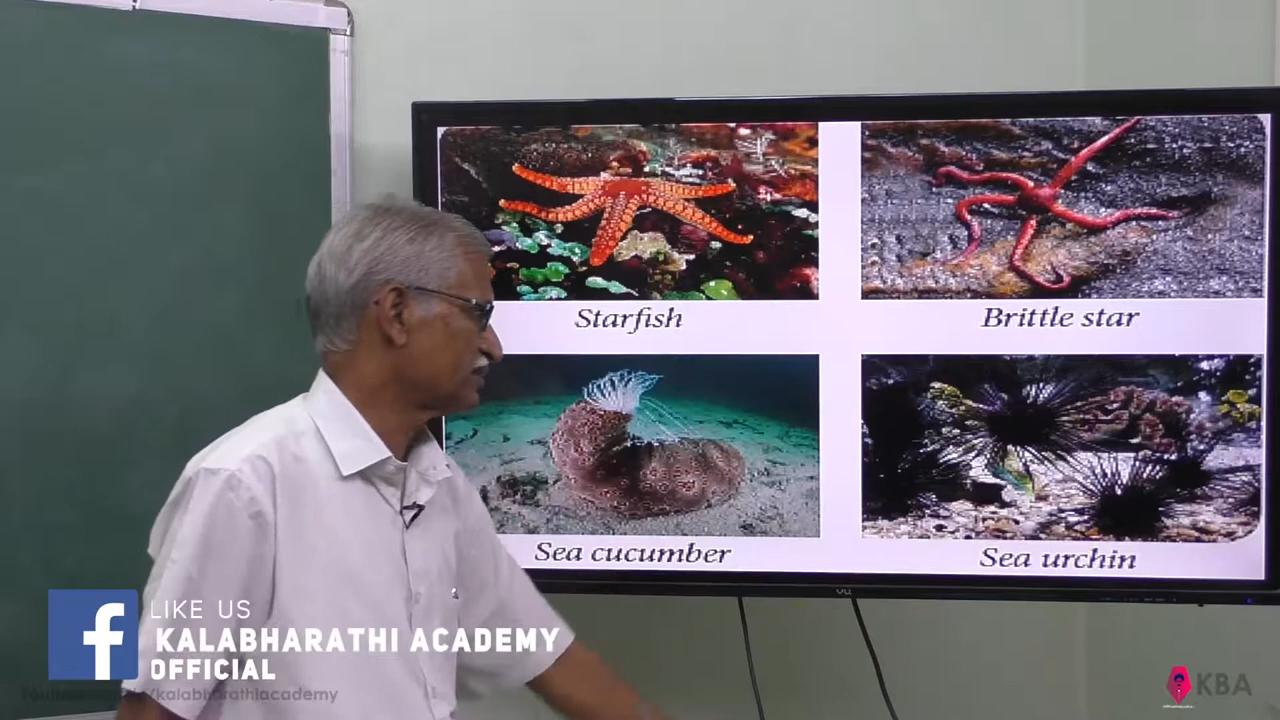 Starfish
Brittle star
Sea cucumber
Sea urchin
LIKE US
KALABHARATHI ACADEMY
OFFICIAL
/kalabharathiacademy
KBA